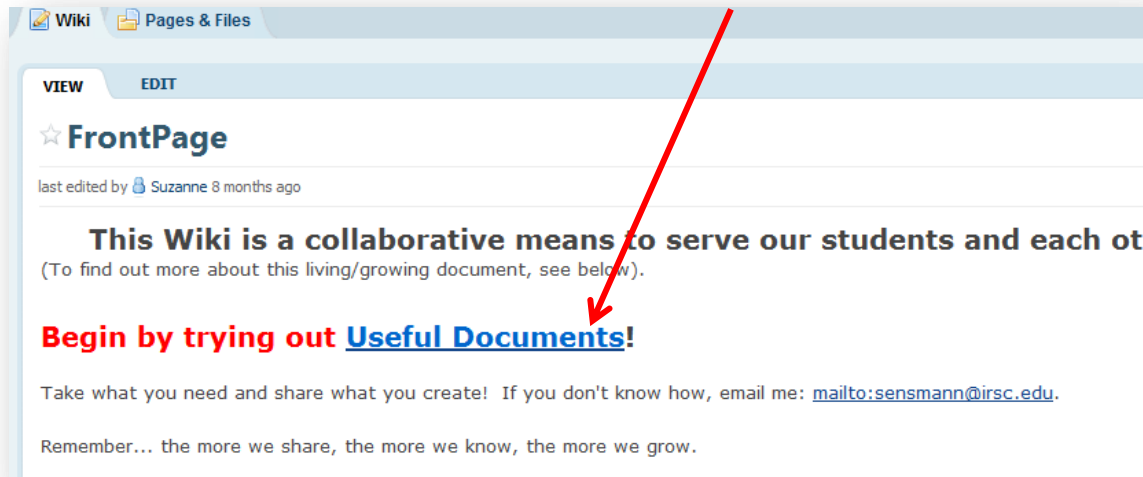 Wiki Pages & Files
VIEW EDIT
FrontPage
last edited by Suzanne 8 months ago
This Wiki is a collaborative means to serve our students and each ot
(To find out more about this living/growing document, see below).
Begin by trying out Useful Documents!
Take what you need and share what you create! If you don't know how, email me: mailto:sensmann@irsc.edu.
Remember... the more we share, the more we know, the more we grow.